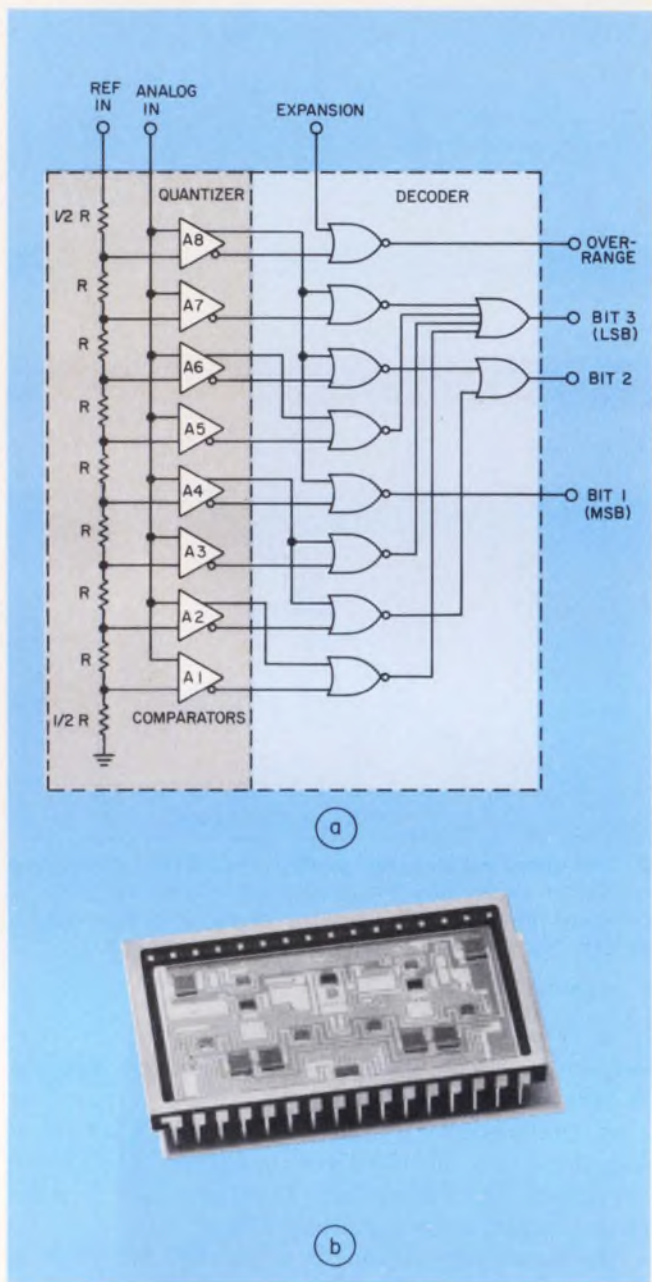 REF IN
ANALOG IN
EXPANSION
QUANTIZER
DECODER
1/2 R
A8
OVER-RANGE
R
A7
BIT 3 (LSB)
R
A6
BIT 2
R
A5
R
A4
BIT 1 (MSB)
R
A3
R
A2
R
A1
1/2 R
COMPARATORS
a
b